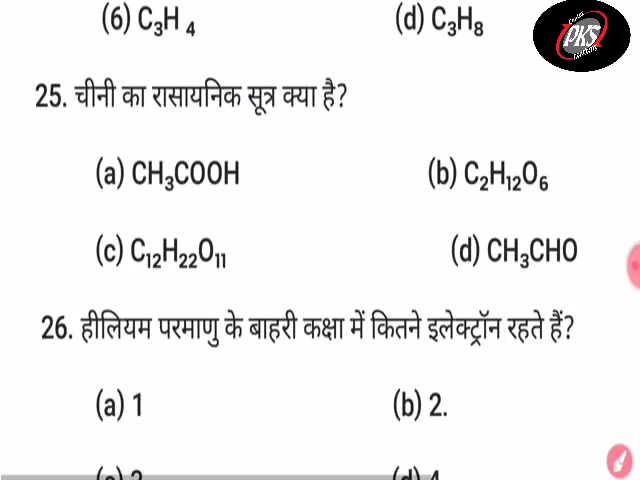 (6) C₃H ₄ (d) C₃H₈
PKS
25. चीनी का रासायनिक सूत्र क्या है?
(a) CH₃COOH (b) C₂H₁₂O₆
(c) C₁₂H₂₂O₁₁ (d) CH₃CHO
26. हीलियम परमाणु के बाहरी कक्षा में कितने इलेक्ट्रॉन रहते हैं?
(a) 1 (b) 2.